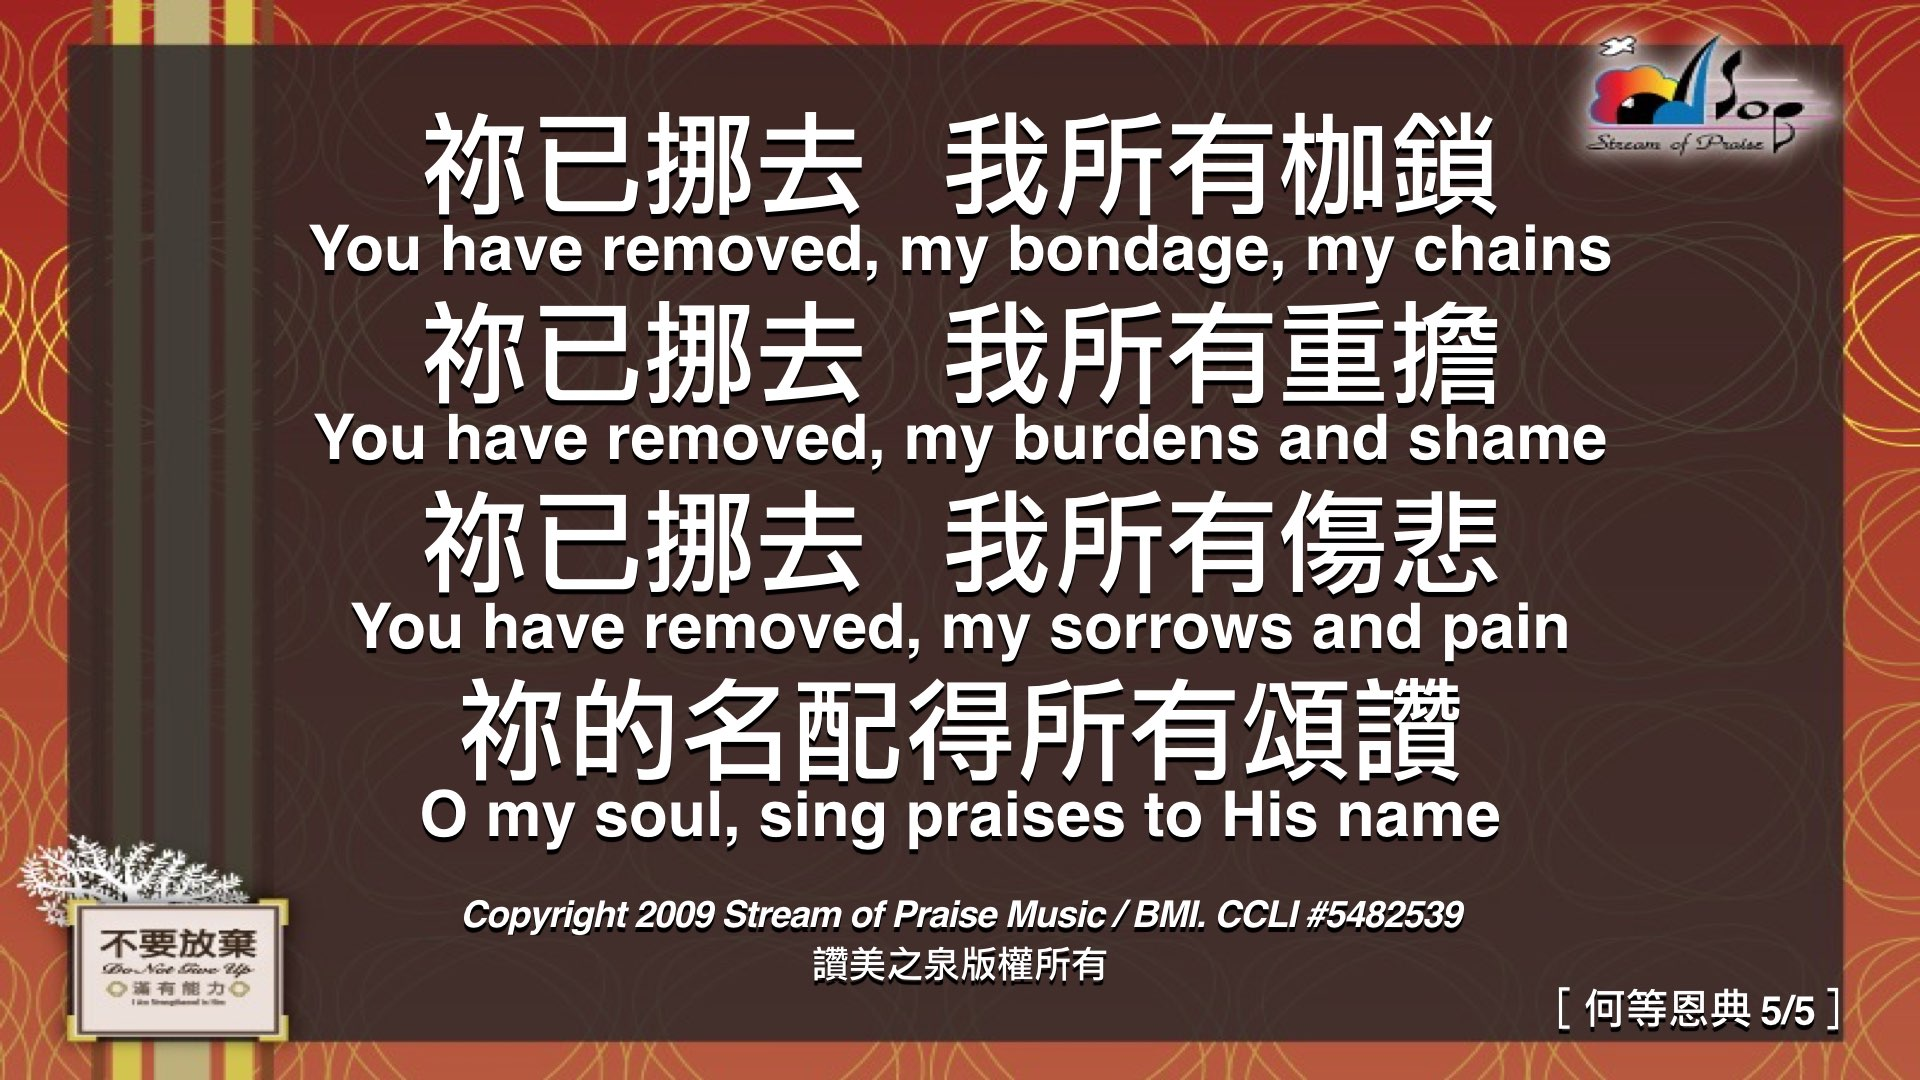 SOP
Stream of Praise
祢已挪去 我所有枷鎖
You have removed, my bondage, my chains
祢已挪去 我所有重擔
You have removed, my burdens and shame
祢已挪去 我所有傷悲
You have removed, my sorrows and pain
祢的名配得所有頌讚
O my soul, sing praises to His name
Copyright 2009 Stream of Praise Music / BMI. CCLI #5482539
讚美之泉版權所有
不要放棄
Do Not Give Up
滿有能力
I Am Strengthened In Him
[ 何等恩典 5/5 ]